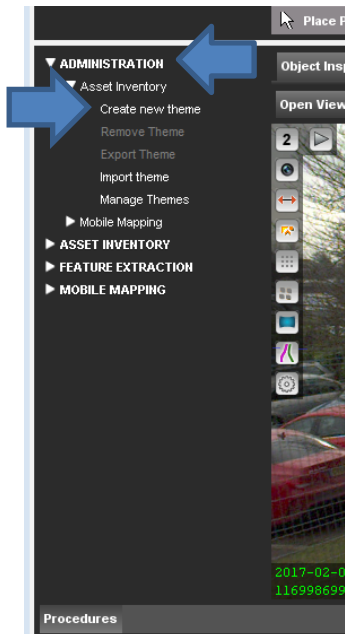 Place P
ADMINISTRATION
Object Insp
Asset Inventory
Create new theme
Open View
Remove Theme
2
Export Theme
Import theme
Manage Themes
Mobile Mapping
ASSET INVENTORY
FEATURE EXTRACTION
MOBILE MAPPING
2017-02-0
116998699
Procedures